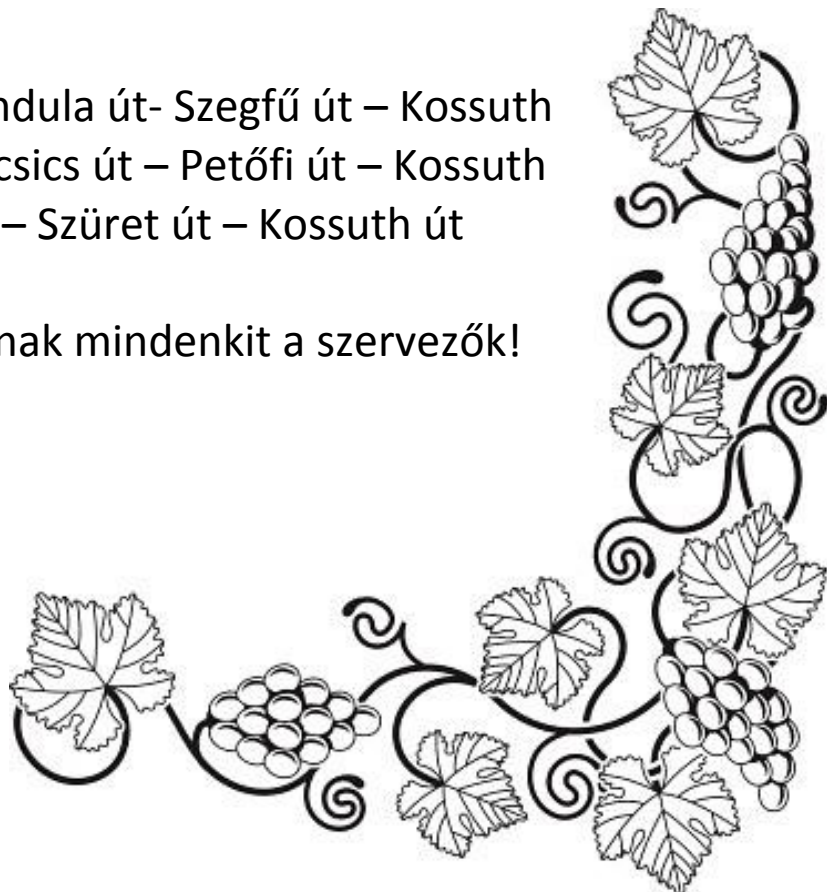 ndula út- Szegfű út – Kossuth
csics út – Petőfi út – Kossuth
– Szüret út – Kossuth út
nak mindenkit a szervezők!